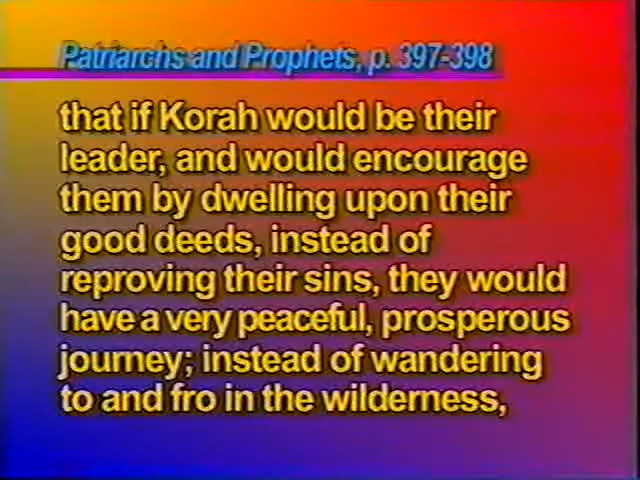 Patriarchs and Prophets, p. 397-398
that if Korah would be their
leader, and would encourage
them by dwelling upon their
good deeds, instead of
reproving their sins, they would
have a very peaceful, prosperous
journey; instead of wandering
to and fro in the wilderness,